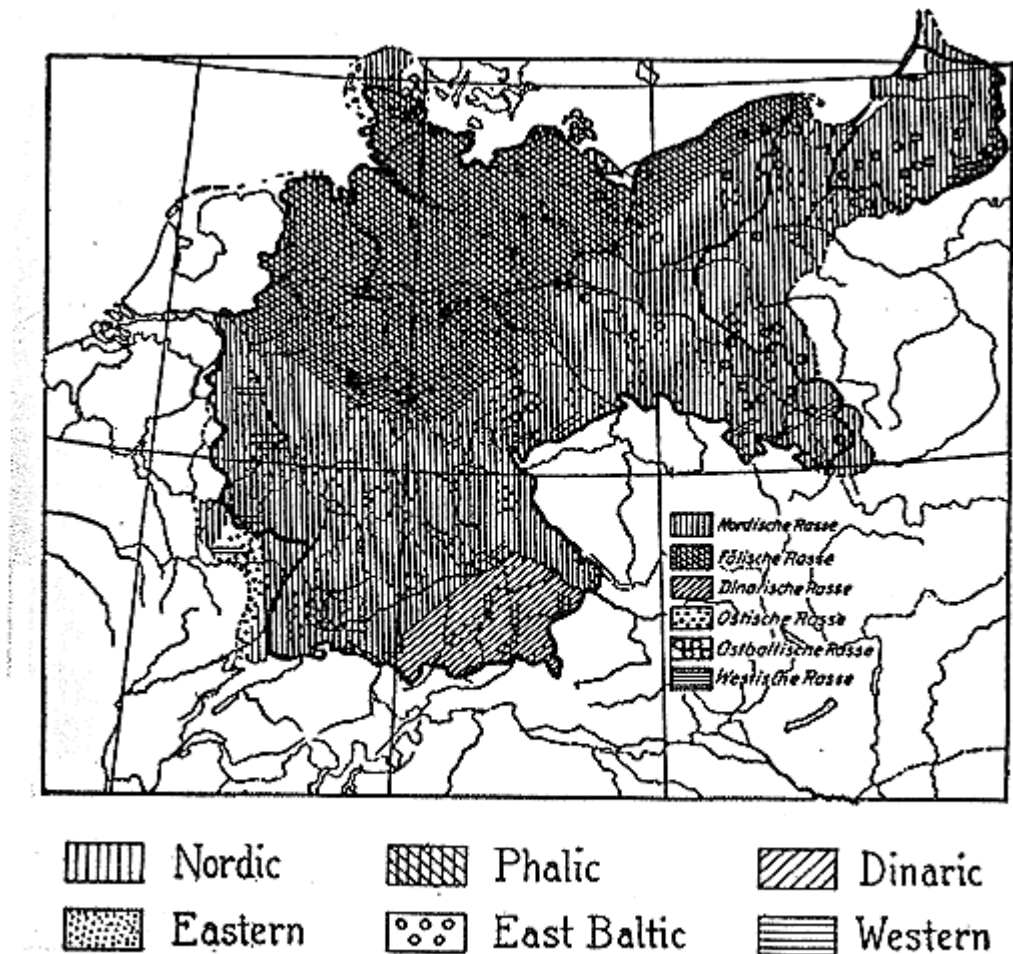 Nordische Rasse
Fälische Rasse
Dinarische Rasse
Ostische Rasse
Ostbaltische Rasse
Westische Rasse
Nordic Phalic Dinaric
Eastern East Baltic Western